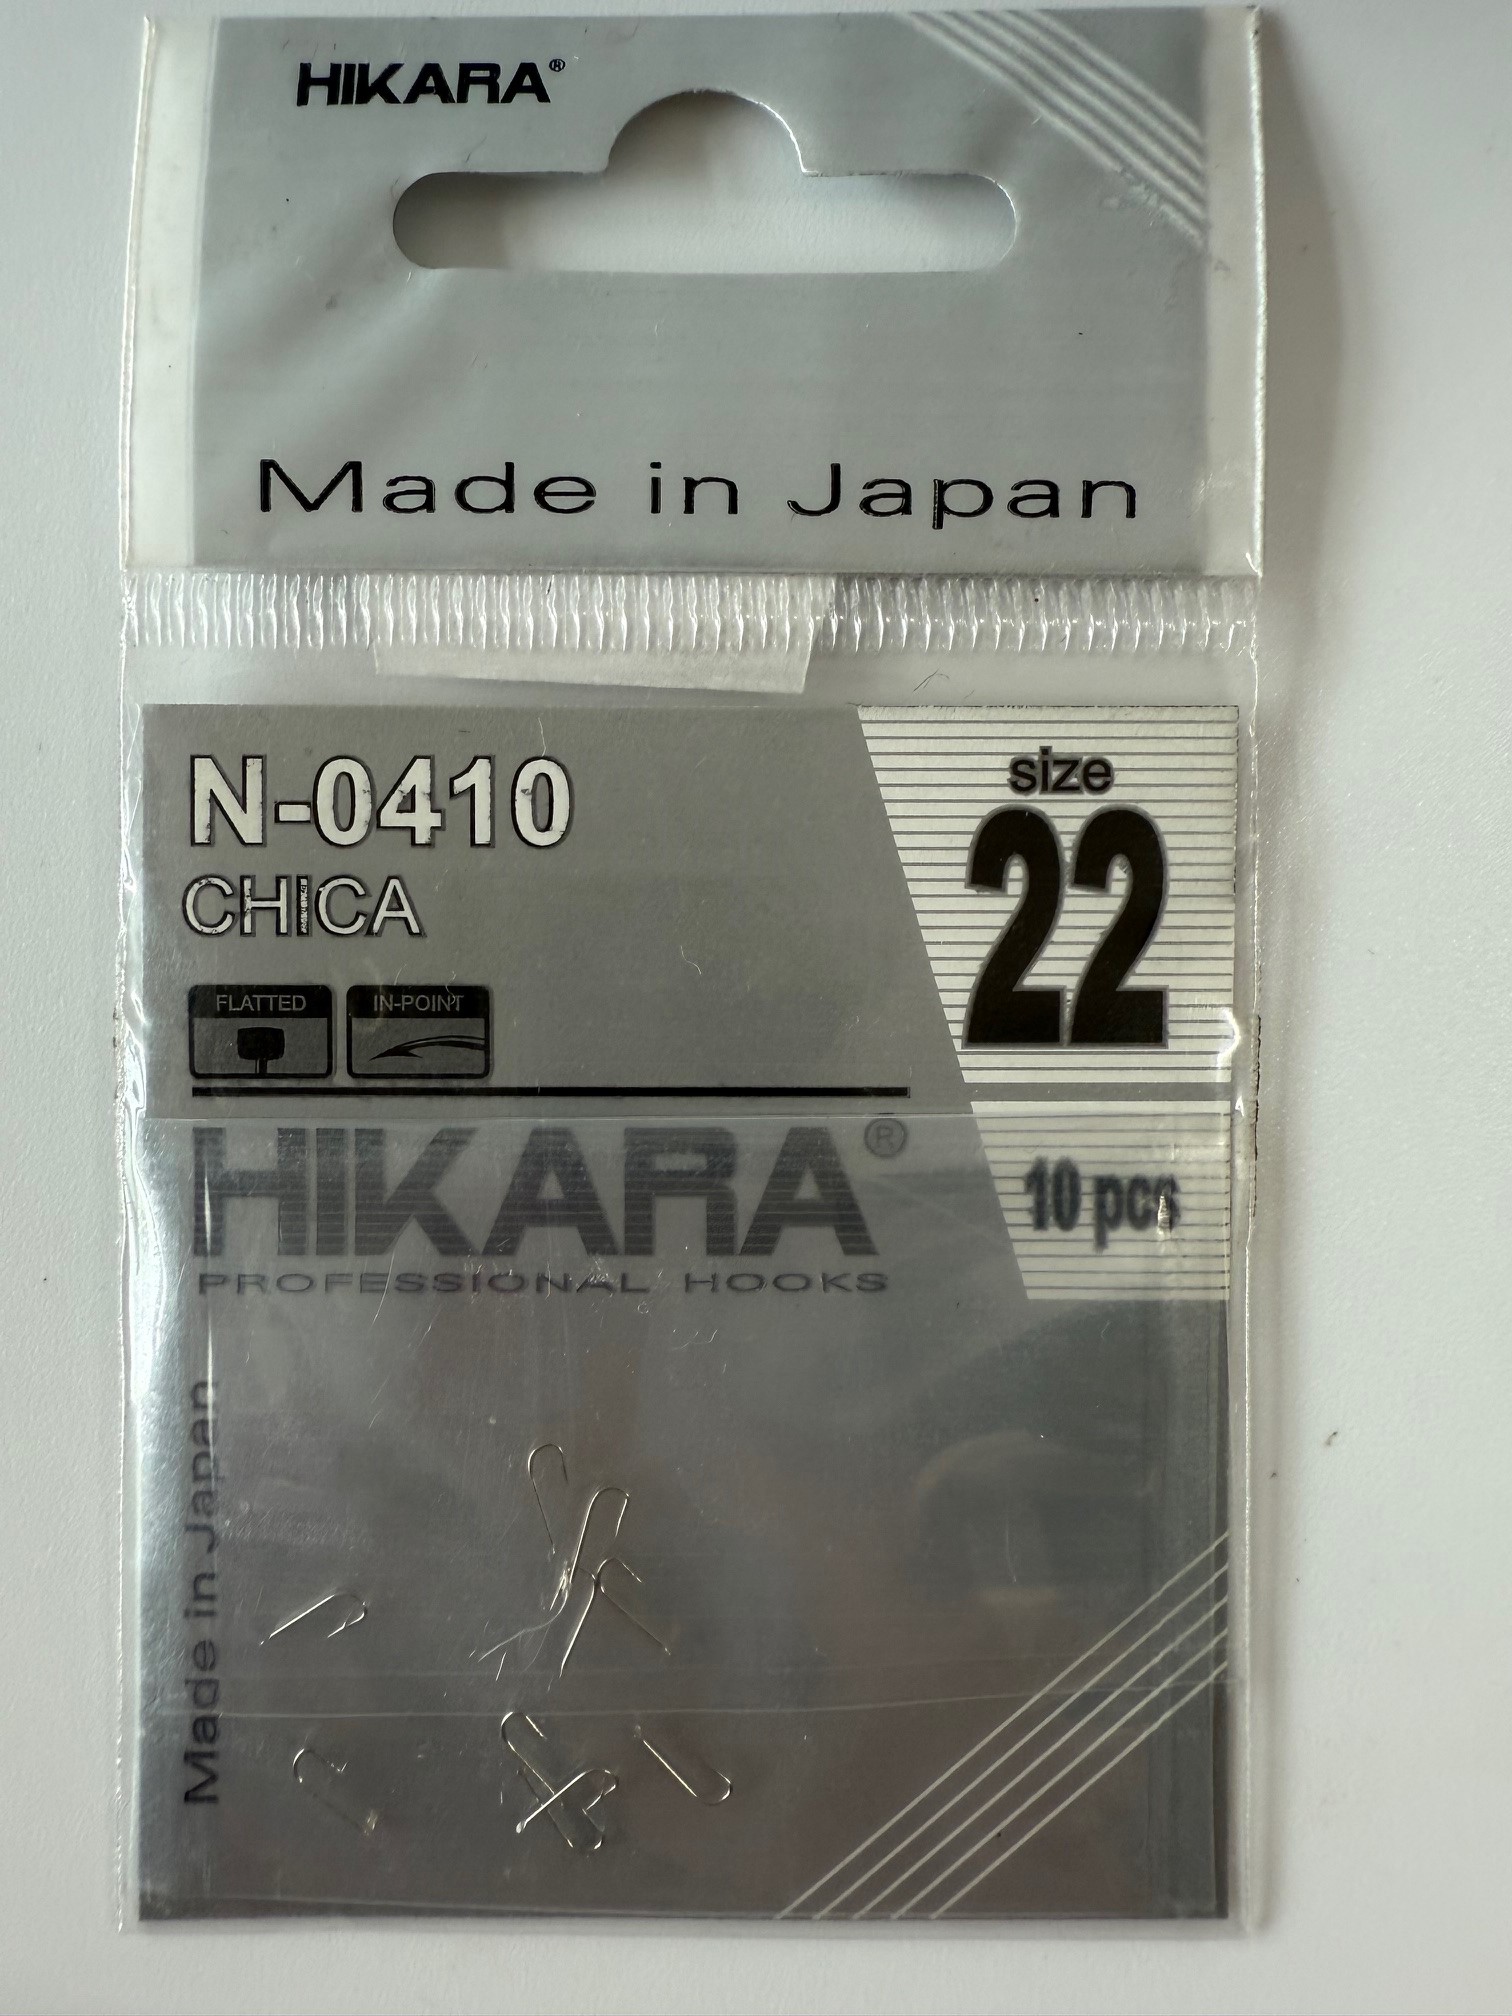 HIKARA®
Made in Japan
N-0410
CHICA
size
22
FLATTED
IN-POINT
HIKARA®
PROFESSIONAL HOOKS
10 pcs
Made in Japan